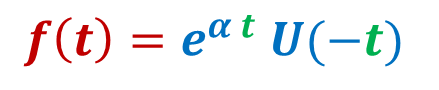 f(t) = e^{α t} U(−t)